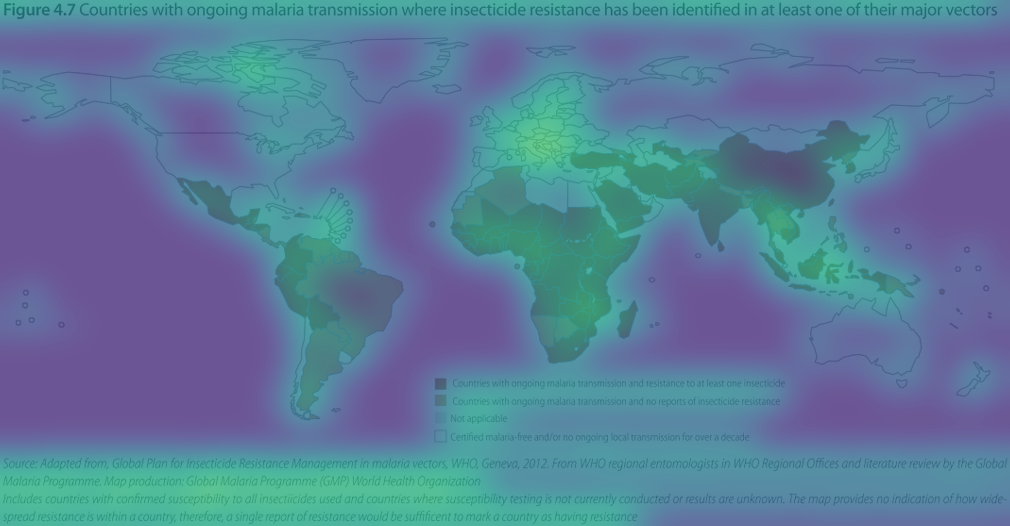 Figure 4.7 Countries with ongoing malaria transmission where insecticide resistance has been identified in at least one of their major vectors
Countries with ongoing malaria transmission and resistance to at least one insecticide
Countries with ongoing malaria transmission and no reports of insecticide resistance
Not applicable
Certified malaria-free and/or no ongoing local transmission for over a decade
Source: Adapted from, Global Plan for Insecticide Resistance Management in malaria vectors, WHO, Geneva, 2012. From WHO regional entomologists in WHO Regional Offices and literature review by the Global
Malaria Programme. Map production: Global Malaria Programme (GMP) World Health Organization
Includes countries with confirmed susceptibility to all insectiicides used and countries where susceptibility testing is not currently conducted or results are unknown. The map provides no indication of how wide-
spread resistance is within a country, therefore, a single report of resistance would be suffificent to mark a country as having resistance